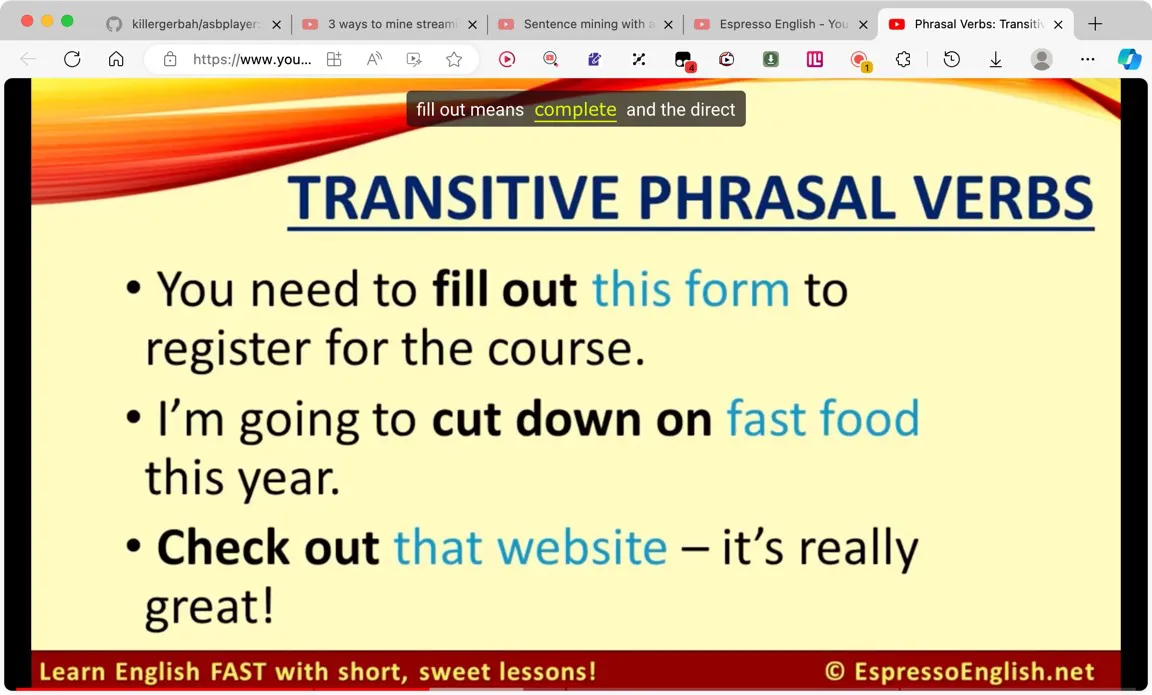 killergerbah/asbplayer:
3 ways to mine streami
Sentence mining with a
Espresso English - You
Phrasal Verbs: Transitiv
https://www.you...
4
1
fill out means complete and the direct
TRANSITIVE PHRASAL VERBS
• You need to fill out this form to
register for the course.
• I'm going to cut down on fast food
this year.
• Check out that website – it's really
great!
Learn English FAST with short, sweet lessons!
© EspressoEnglish.net